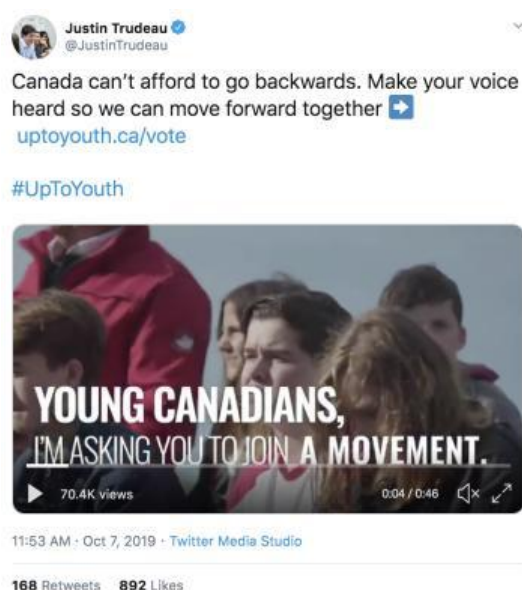 Justin Trudeau
@JustinTrudeau
Canada can't afford to go backwards. Make your voice
heard so we can move forward together ➡️
uptoyouth.ca/vote
#UpToYouth
YOUNG CANADIANS,
I'M ASKING YOU TO JOIN A MOVEMENT.
70.4K views
0:04 / 0:46
11:53 AM · Oct 7, 2019 · Twitter Media Studio
168 Retweets 892 Likes